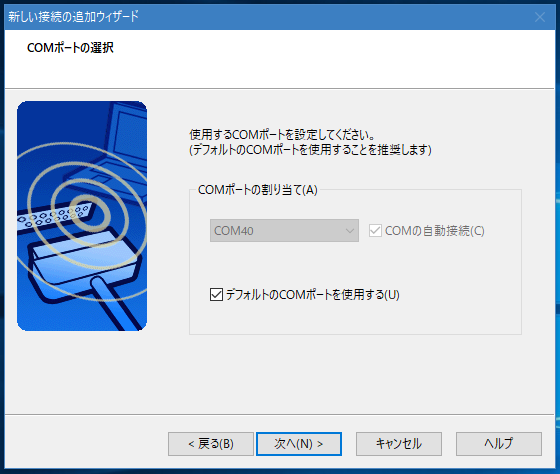 新しい接続の追加ウィザード
COMポートの選択
使用するCOMポートを設定してください。
(デフォルトのCOMポートを使用することを推奨します)
COMポートの割り当て(A)
COM40
COMの自動接続(C)
デフォルトのCOMポートを使用する(U)
< 戻る(B)
次へ(N) >
キャンセル
ヘルプ